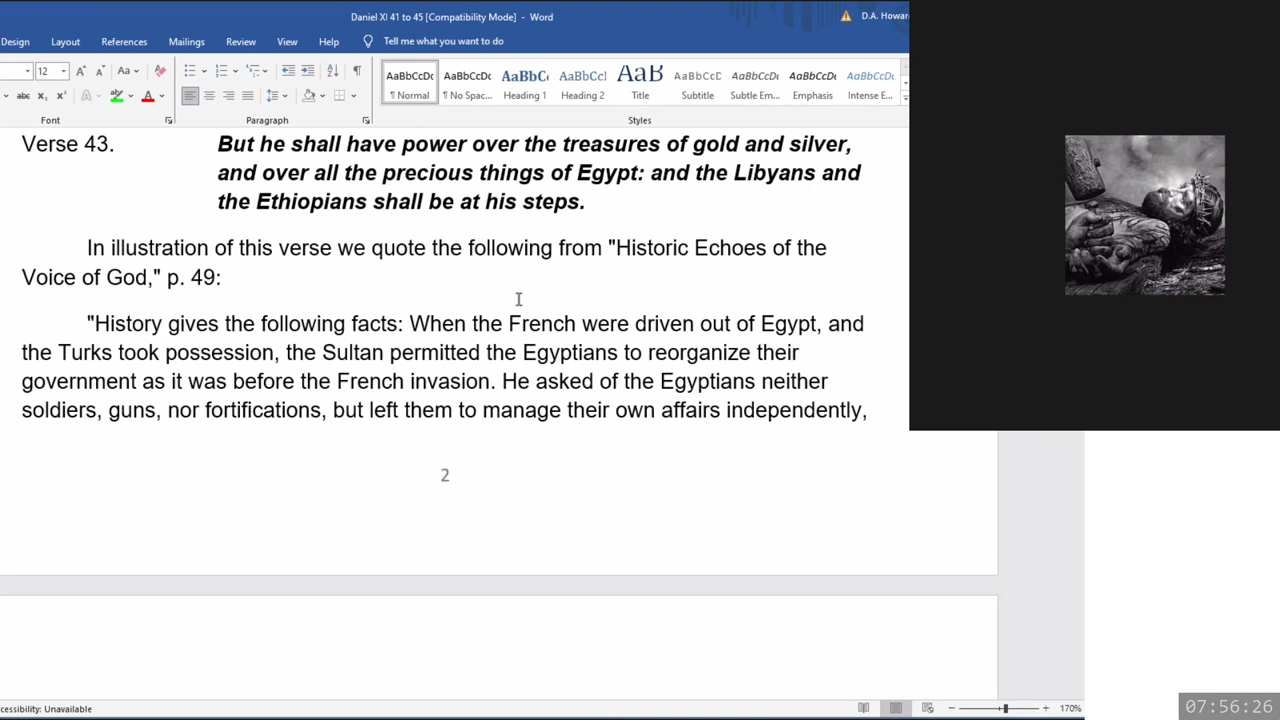 Daniel XI 41 to 45 [Compatibility Mode] - Word
D.A. Howar
Design Layout References Mailings Review View Help Tell me what you want to do
12 Aa
AaBbCcDc AaBbCcDc AaBbCc AaBbCcI AaB AaBbCcD AaBbCcDc AaBbCcDc AaBbCcDc
abc x₂ x²
¶ Normal ¶ No Spac... Heading 1 Heading 2 Title Subtitle Subtle Em... Emphasis Intense E...
Font Paragraph Styles
Verse 43. But he shall have power over the treasures of gold and silver,
and over all the precious things of Egypt: and the Libyans and
the Ethiopians shall be at his steps.
In illustration of this verse we quote the following from "Historic Echoes of the
Voice of God," p. 49:
"History gives the following facts: When the French were driven out of Egypt, and
the Turks took possession, the Sultan permitted the Egyptians to reorganize their
government as it was before the French invasion. He asked of the Egyptians neither
soldiers, guns, nor fortifications, but left them to manage their own affairs independently,
2
cessibility: Unavailable
170%
07:56:26